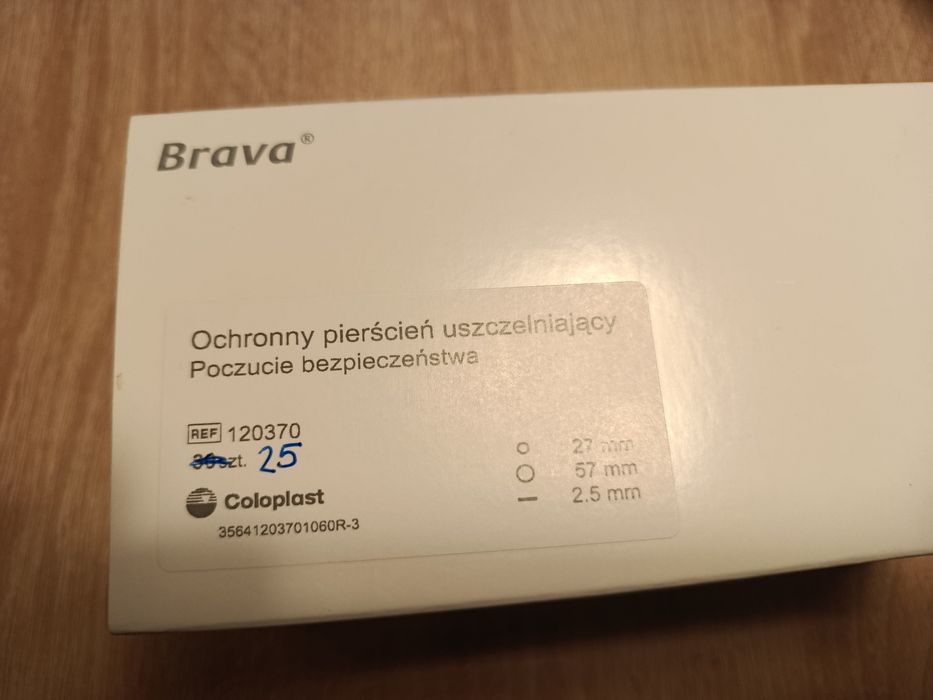 Brava®
Ochronny pierścień uszczelniający
Poczucie bezpieczeństwa
REF 120370
30 szt. 25
Coloplast
35641203701060R-3
27 mm
57 mm
2.5 mm